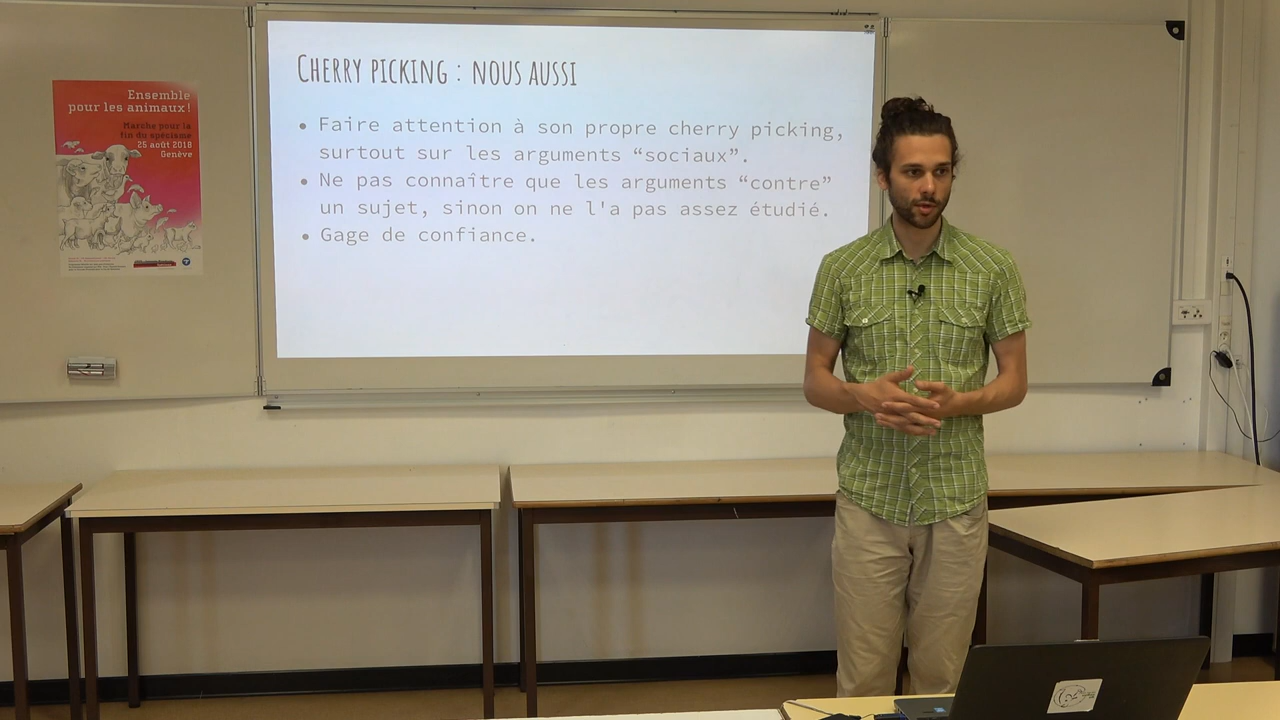 Ensemble
pour les animaux!
Marche pour la
fin du spécisme
25 août 2018
Genève
CHERRY PICKING : NOUS AUSSI
• Faire attention à son propre cherry picking,
surtout sur les arguments “sociaux”.
• Ne pas connaître que les arguments “contre”
un sujet, sinon on ne l'a pas assez étudié.
• Gage de confiance.